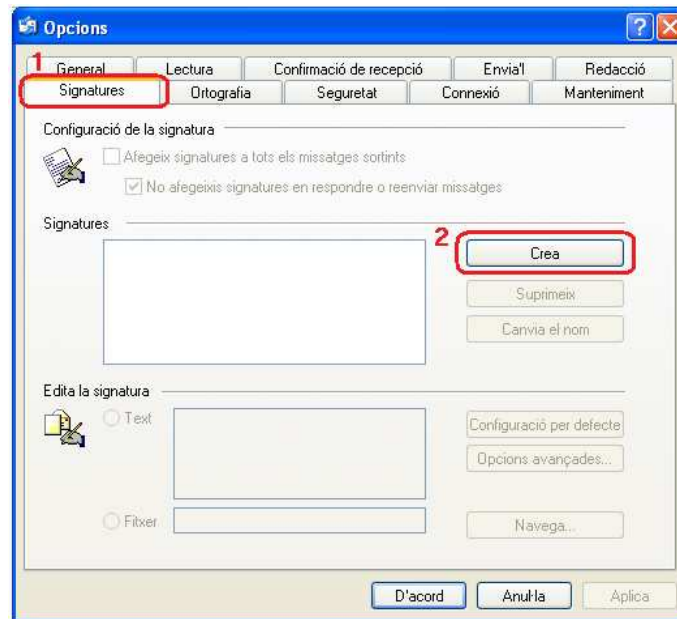 Opcions
1
General Lectura Confirmació de recepció Envia'l Redacció
Signatures Ortografia Seguretat Connexió Manteniment
Configuració de la signatura
Afegeix signatures a tots els missatges sortints
No afegeixis signatures en respondre o reenviar missatges
Signatures
2
Crea
Suprimeix
Canvia el nom
Edita la signatura
Text
Configuració per defecte
Opcions avançades...
Fitxer
Navega...
D'acord Anul·la Aplica